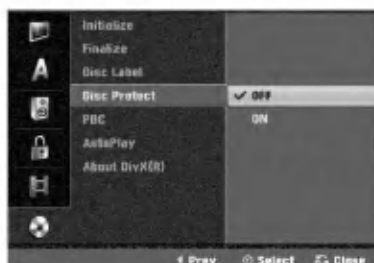 Initialize
Finalize
Disc Label
Disc Protect
✓ OFF
PBC
ON
AutoPlay
About DivX(R)
Prev Select Close